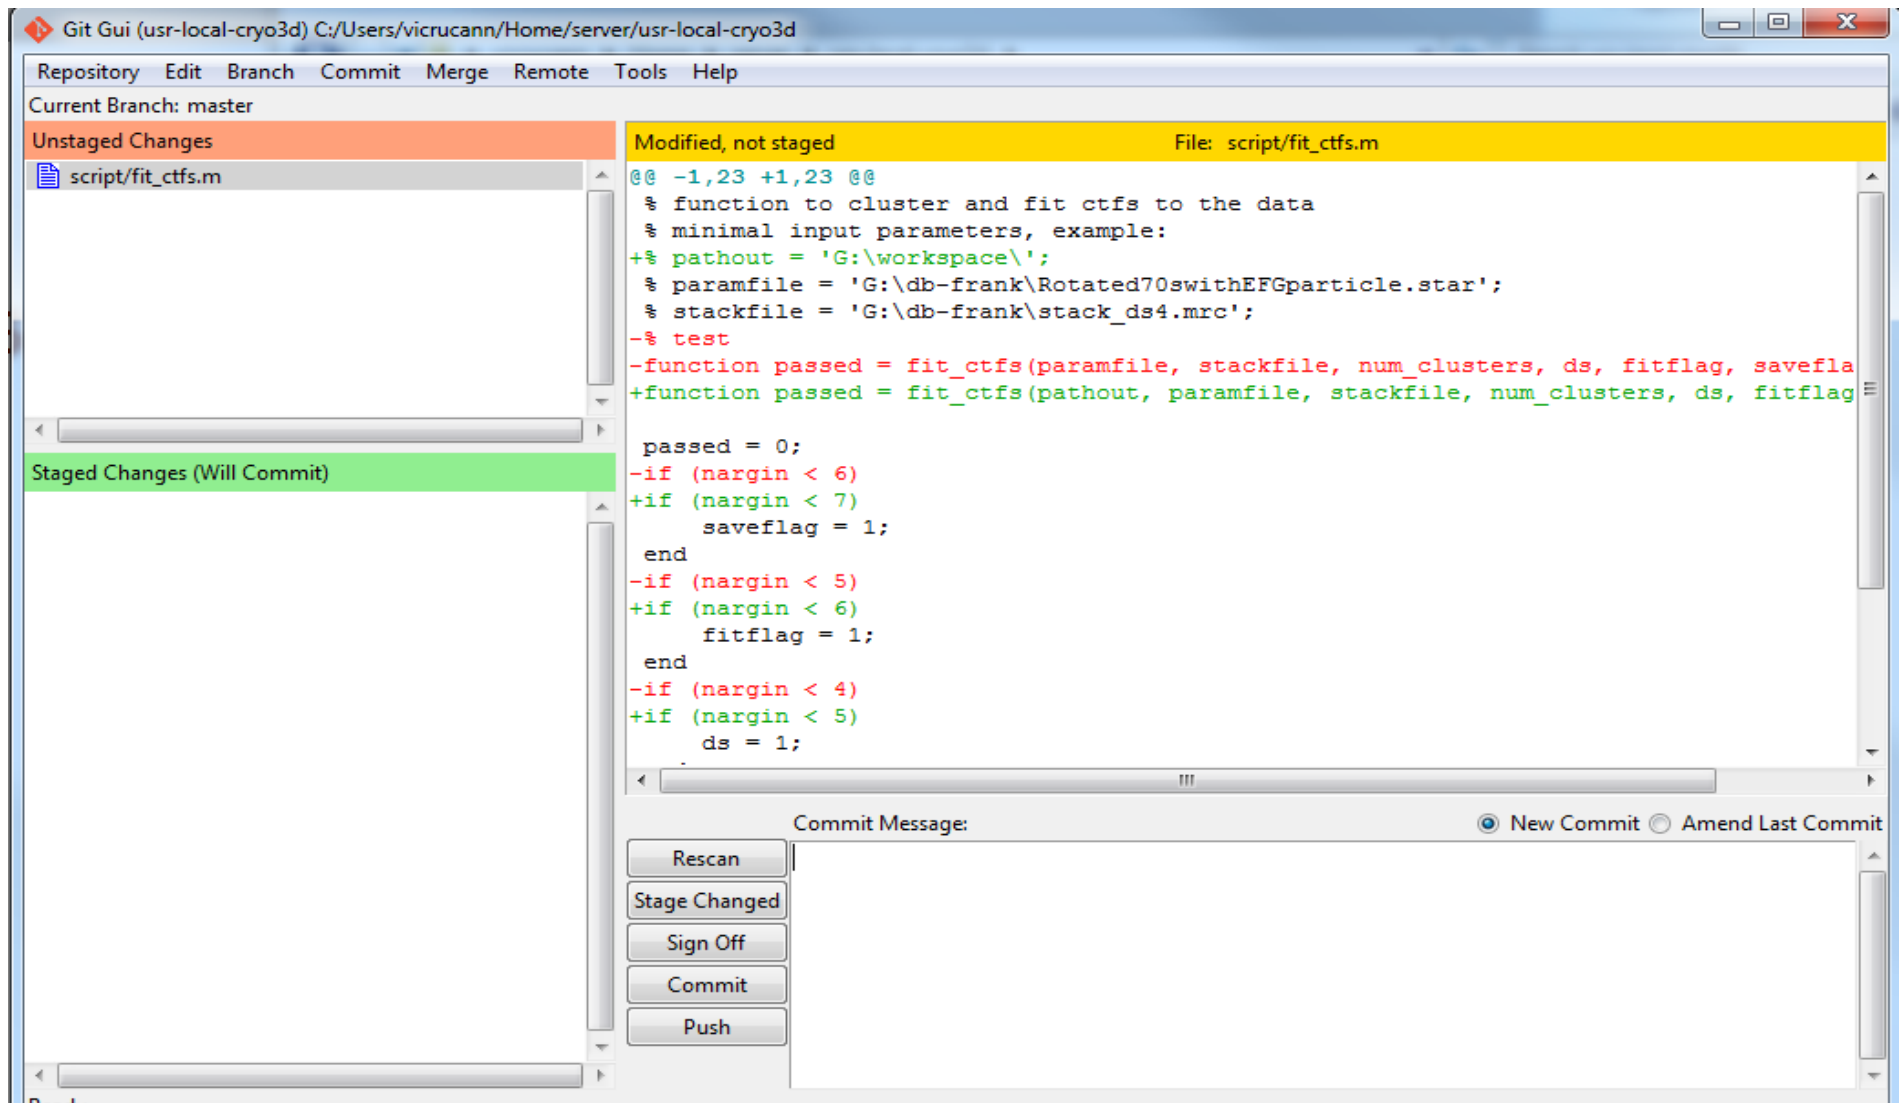 Git Gui (usr-local-cryo3d) C:/Users/vicrucann/Home/server/usr-local-cryo3d
Repository Edit Branch Commit Merge Remote Tools Help
Current Branch: master
Unstaged Changes
script/fit_ctfs.m
Staged Changes (Will Commit)
Modified, not staged File: script/fit_ctfs.m
@@ -1,23 +1,23 @@
% function to cluster and fit ctfs to the data
% minimal input parameters, example:
+% pathout = 'G:\workspace\';
% paramfile = 'G:\db-frank\Rotated70swithEFGparticle.star';
% stackfile = 'G:\db-frank\stack_ds4.mrc';
-% test
-function passed = fit_ctfs(paramfile, stackfile, num_clusters, ds, fitflag, savefla
+function passed = fit_ctfs(pathout, paramfile, stackfile, num_clusters, ds, fitflag
passed = 0;
-if (nargin < 6)
+if (nargin < 7)
saveflag = 1;
end
-if (nargin < 5)
+if (nargin < 6)
fitflag = 1;
end
-if (nargin < 4)
+if (nargin < 5)
ds = 1;
Commit Message: New Commit Amend Last Commit
Rescan
Stage Changed
Sign Off
Commit
Push